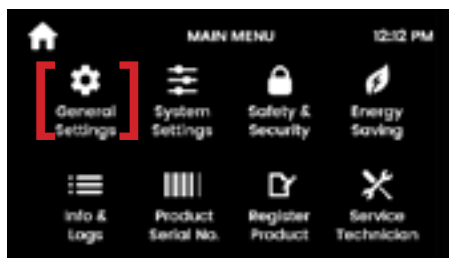 MAIN MENU 12:12 PM
General System Safety & Energy
Settings Settings Security Saving
Info & Product Register Service
Logs Serial No. Product Technician